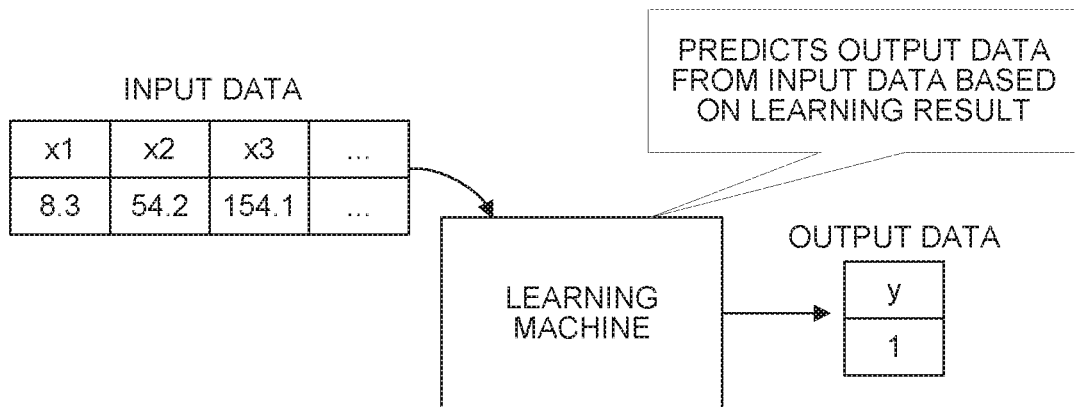 PREDICTS OUTPUT DATA
FROM INPUT DATA BASED
ON LEARNING RESULT
INPUT DATA
x1 x2 x3 ...
8.3 54.2 154.1 ...
LEARNING
MACHINE
OUTPUT DATA
y
1